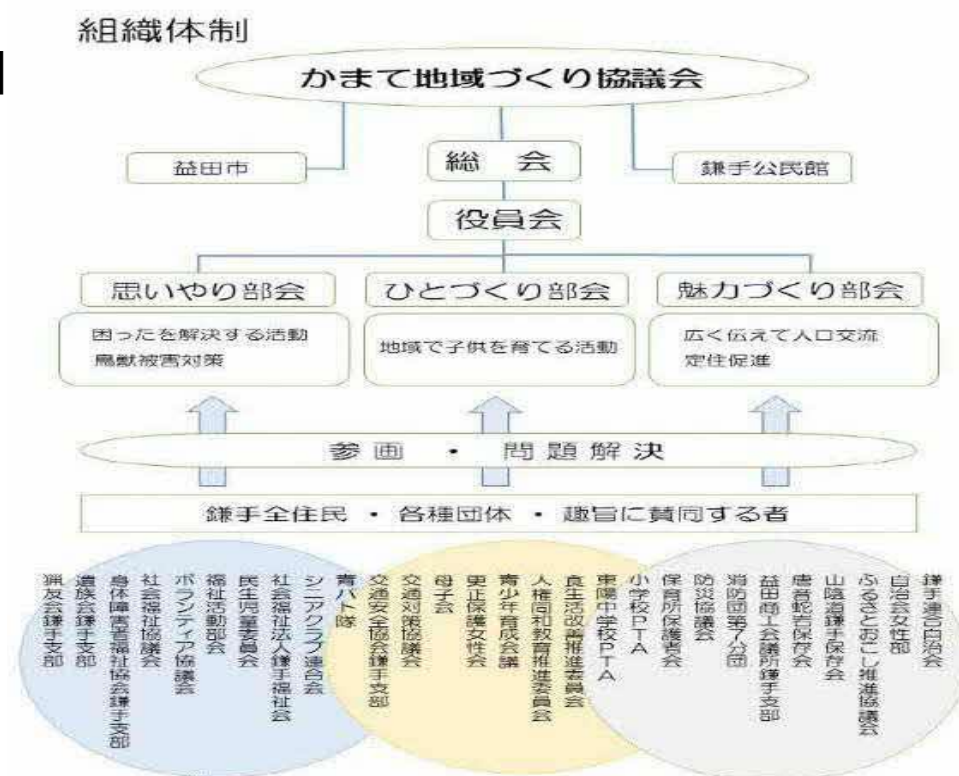 組織体制
かまて地域づくり協議会
益田市
総　会
鎌手公民館
役員会
思いやり部会
ひとづくり部会
魅力づくり部会
困ったを解決する活動
鳥獣被害対策
地域で子供を育てる活動
広く伝えて人口交流
定住促進
参画　・　問題解決
鎌手全住民 ・ 各種団体 ・ 趣旨に賛同する者
鎌手連合自治会
自治会女性部
ふるさとおこし推進協議会
山陰道鎌手保存会
唐音蛇岩保存会
益田商工会議所鎌手支部
消防団第7分団
防災協議会
保育所保護者会
小学校PTA
東陽中学校PTA
食生活改善推進委員会
人権同和教育推進委員会
青少年育成会議
更正保護女性会
母子会
交通対策協議会
交通安全協会鎌手支部
青パト隊
シニアクラブ連合会
社会福祉法人鎌手福祉会
民生児童委員会
福祉活動部会
ボランティア協議会
社会福祉協議会
身体障害者福祉協会鎌手支部
遺族会鎌手支部
猟友会鎌手支部